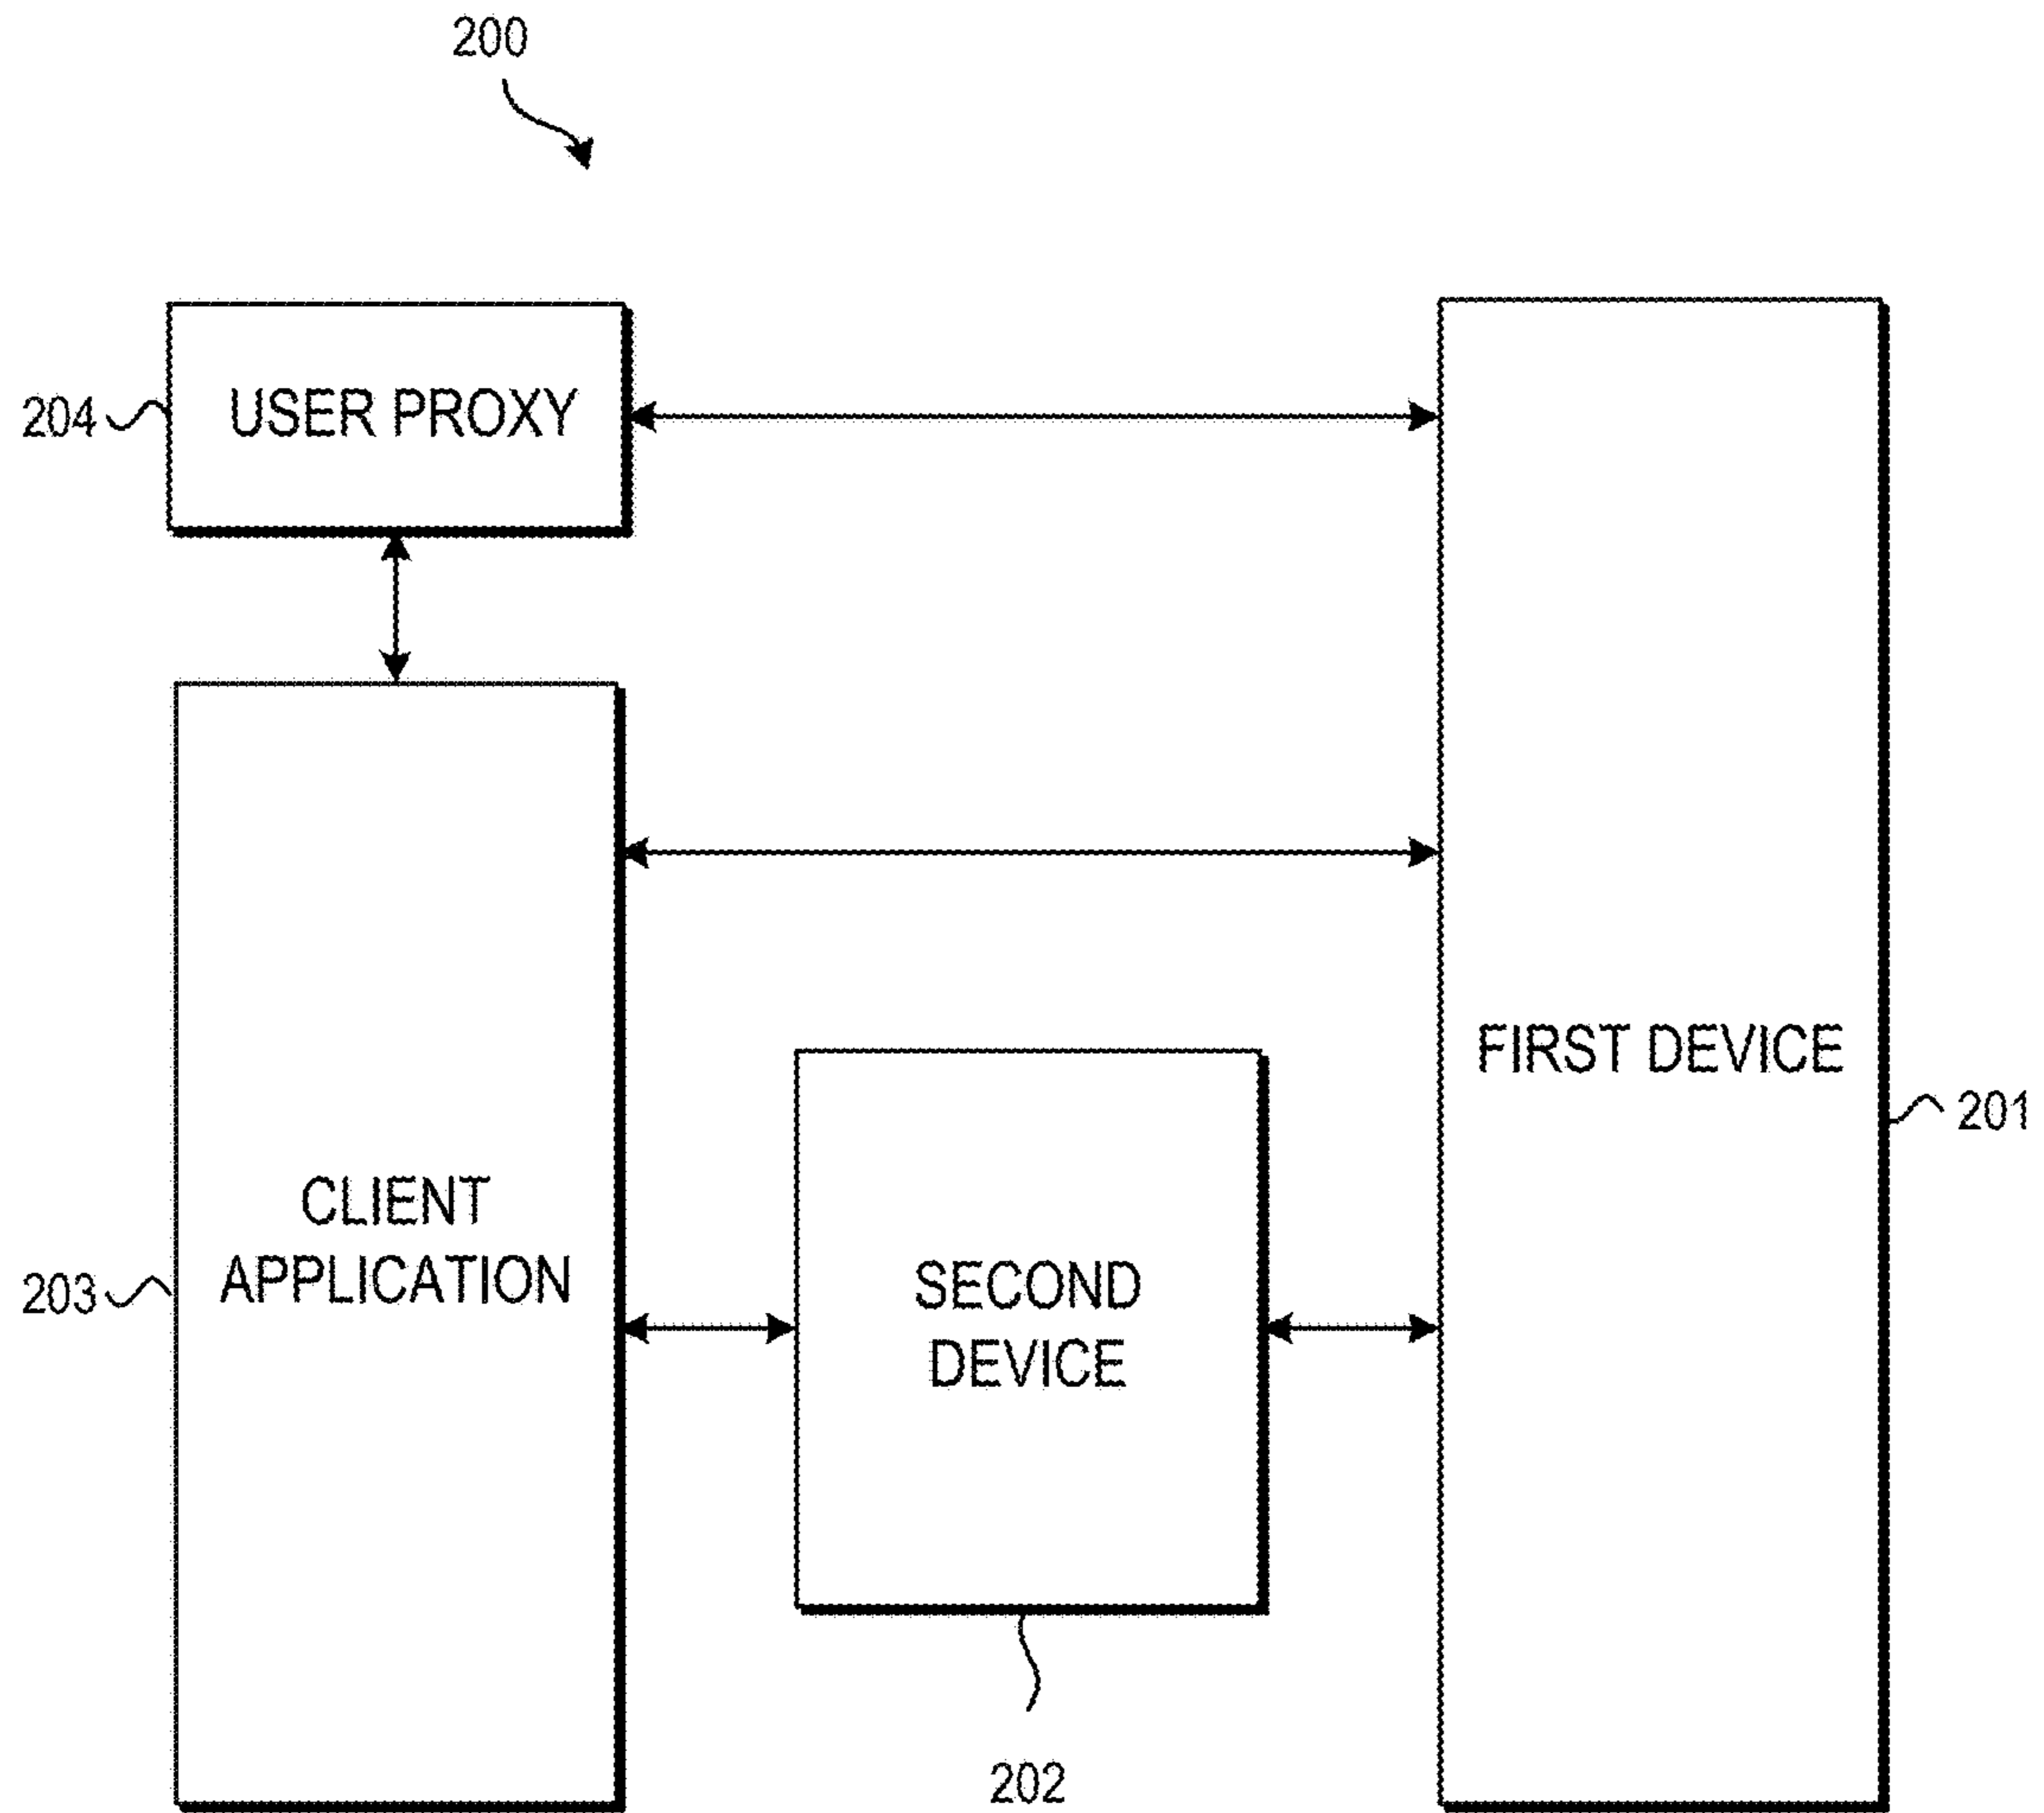 200
204
USER PROXY
FIRST DEVICE
201
CLIENT
APPLICATION
203
SECOND
DEVICE
202